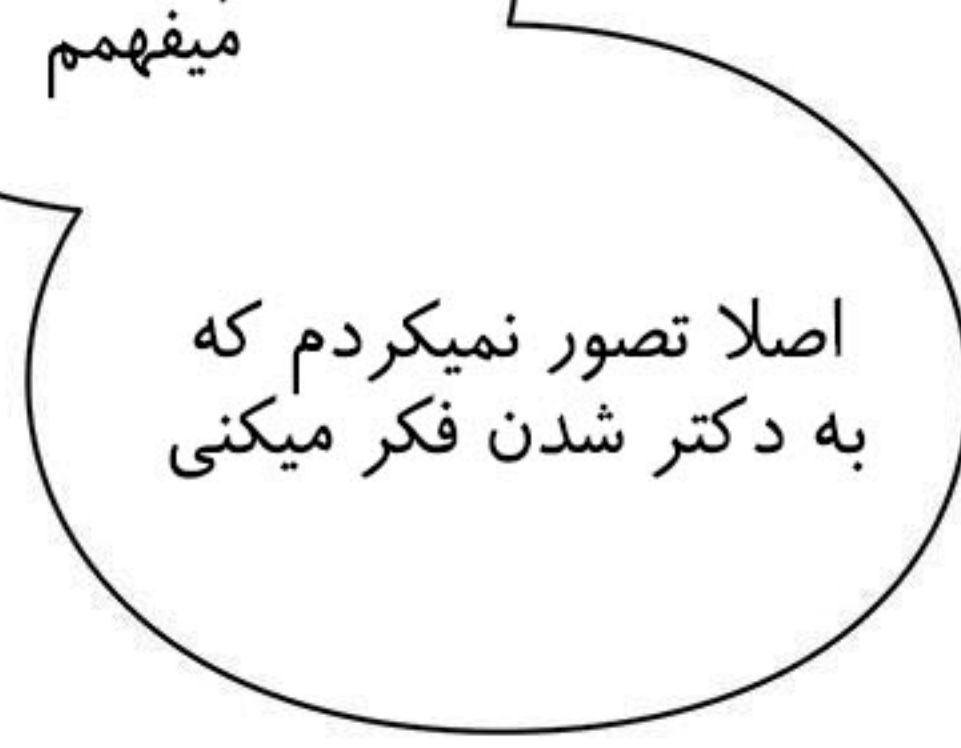 میفهمم
اصلا تصور نمیکردم که
به دکتر شدن فکر میکنی